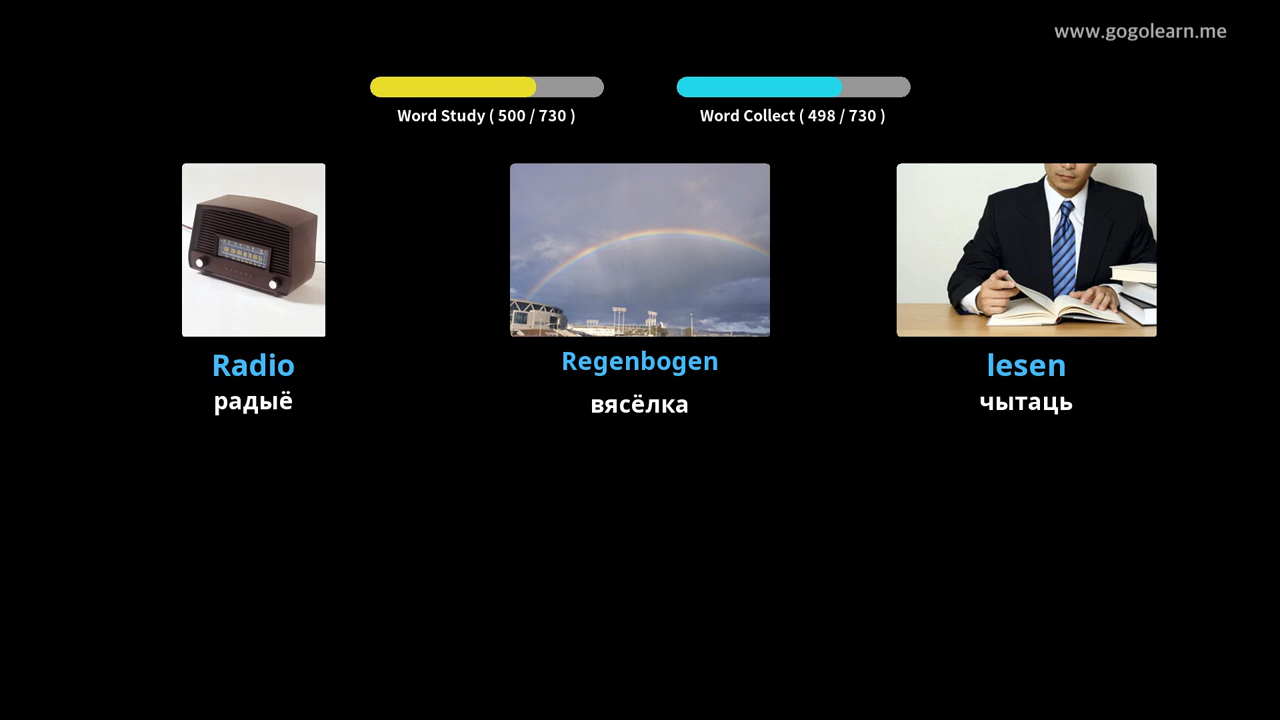 www.gogolearn.me
Word Study ( 500 / 730 )
Word Collect ( 498 / 730 )
Radio
радыё
Regenbogen
вясёлка
lesen
чытаць